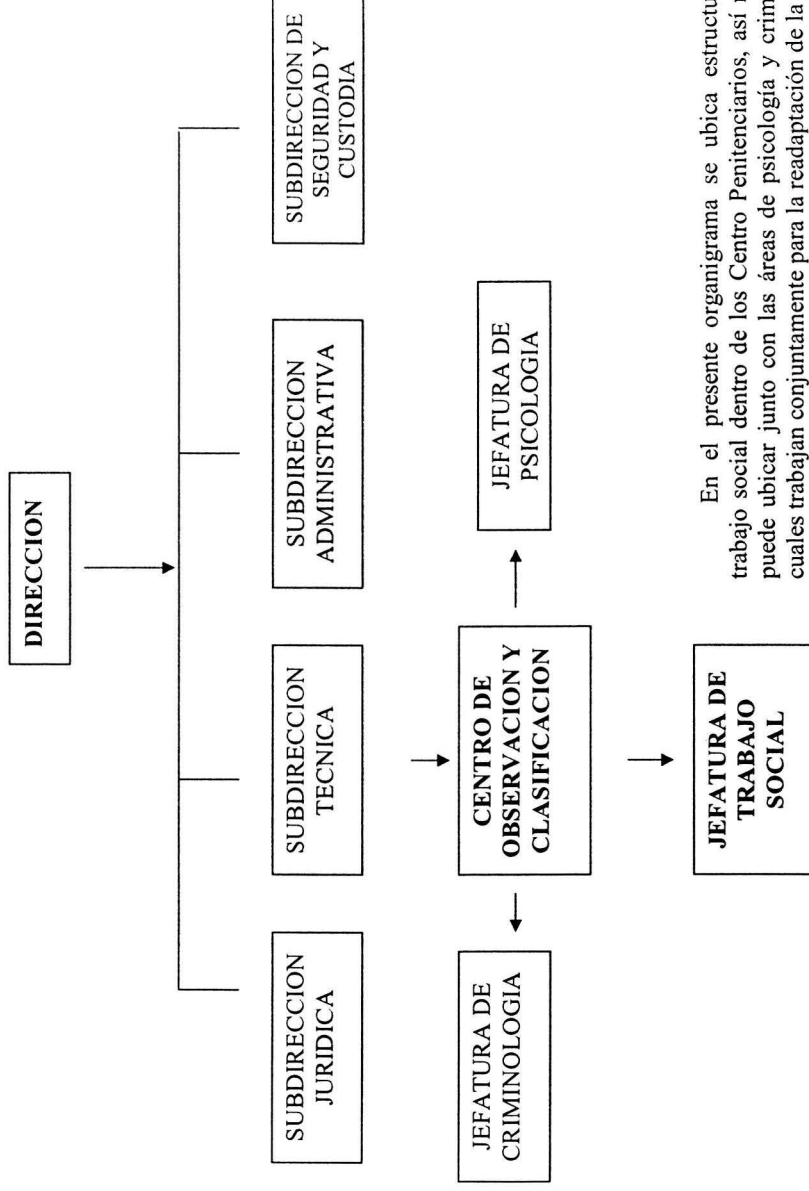 DIRECCION
SUBDIRECCION
JURIDICA
SUBDIRECCION
TECNICA
SUBDIRECCION
ADMINISTRATIVA
SUBDIRECCION DE
SEGURIDAD Y
CUSTODIA
JEFATURA DE
CRIMINOLOGIA
CENTRO DE
OBSERVACION Y
CLASIFICACION
JEFATURA DE
PSICOLOGIA
JEFATURA DE
TRABAJO
SOCIAL
En el presente organigrama se ubica
trabajo social dentro de los Centro Penitenciarios, así
puede ubicar junto con las áreas de psicología y
cuales trabajan conjuntamente para la readaptación de la